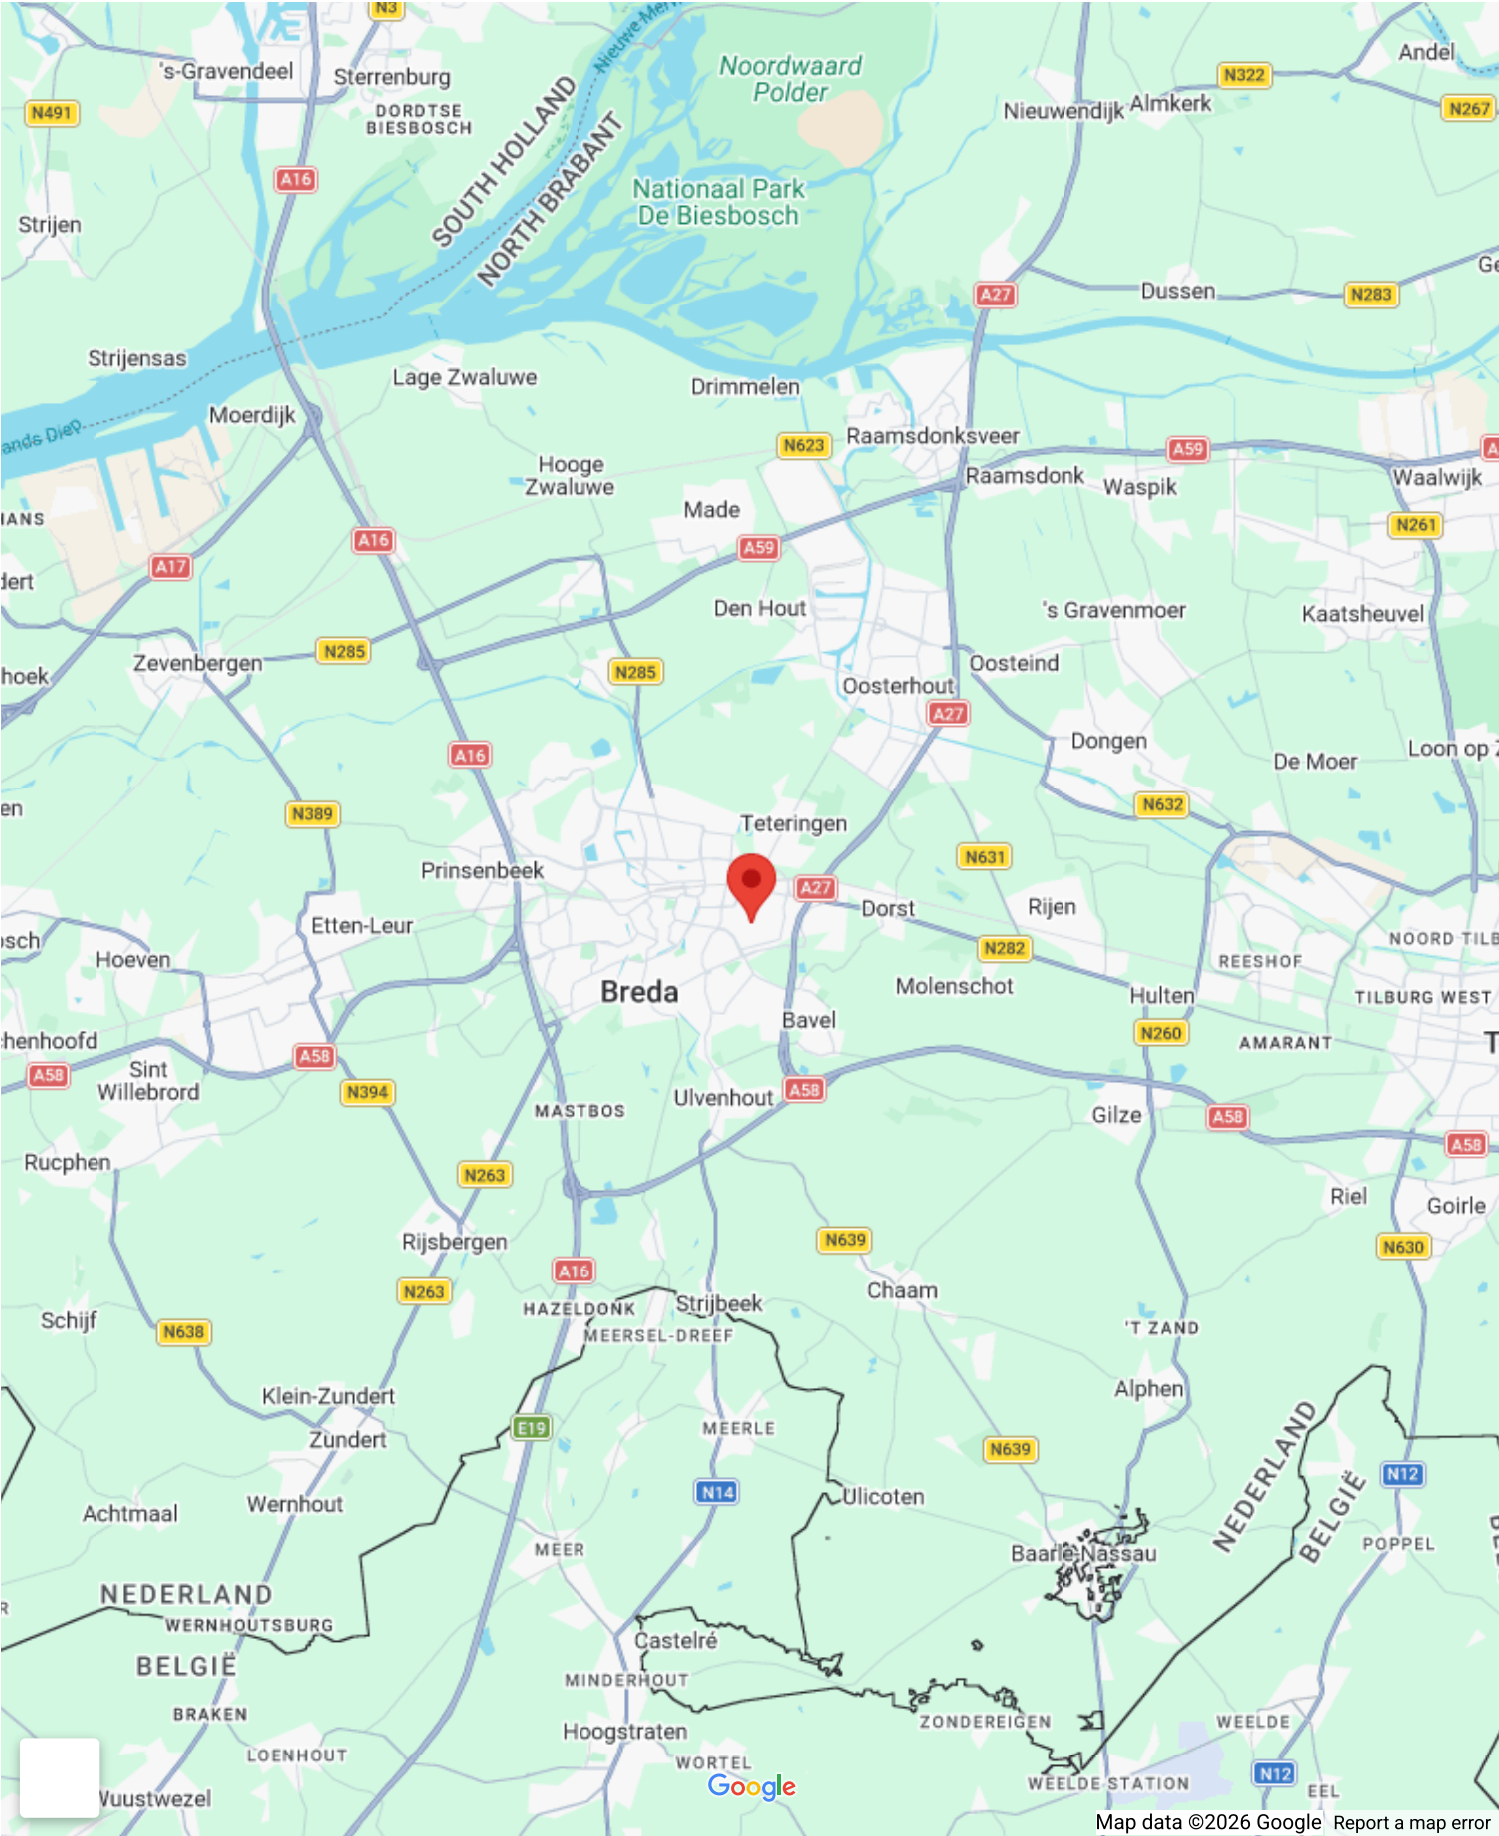 N3
Andel
's-Gravendeel
Sterrenburg
Noordwaard
Polder
N322
N491
DORDTSE
BIESBOSCH
Nieuwendijk
Almkerk
N267
A16
SOUTH HOLLAND
NORTH BRABANT
Nationaal Park
De Biesbosch
Strijen
A27
Dussen
N283
Strijensas
Lage Zwaluwe
Drimmelen
Moerdijk
N623
Raamsdonksveer
A59
Hooge
Zwaluwe
Raamsdonk
Waspik
Waalwijk
Made
N261
A16
A59
A17
Den Hout
's Gravenmoer
Kaatsheuvel
N285
Zevenbergen
N285
Oosteind
Oosterhout
A27
Dongen
Loon op
A16
De Moer
N389
N632
Teteringen
N631
Prinsenbeek
A27
Dorst
Rijen
Etten-Leur
N282
NOORD TILB
Hoeven
REESHOF
Molenschot
Breda
Hulten
TILBURG WEST
Bavel
N260
AMARANT
A58
A58
Sint
Willebrord
N394
Ulvenhout
A58
MASTBOS
Gilze
A58
A58
Rucphen
N263
Riel
Goirle
Rijsbergen
N639
N630
A16
N263
Chaam
HAZELDONK
Strijbeek
Schijf
N638
MEERSEL-DREEF
'T ZAND
Klein-Zundert
Alphen
E19
MEERLE
Zundert
N639
NEDERLAND
BELGIË
N12
N14
Ulicoten
Wernhout
Achtmaal
MEER
Baarle-Nassau
POPPEL
NEDERLAND
WERNHOUTSBURG
Castelré
BELGIË
MINDERHOUT
BRAKEN
ZONDEREIGEN
WEELDE
Hoogstraten
LOENHOUT
WORTEL
N12
WEELDE STATION
EEL
Google
Map data ©2026 Google
Report a map error